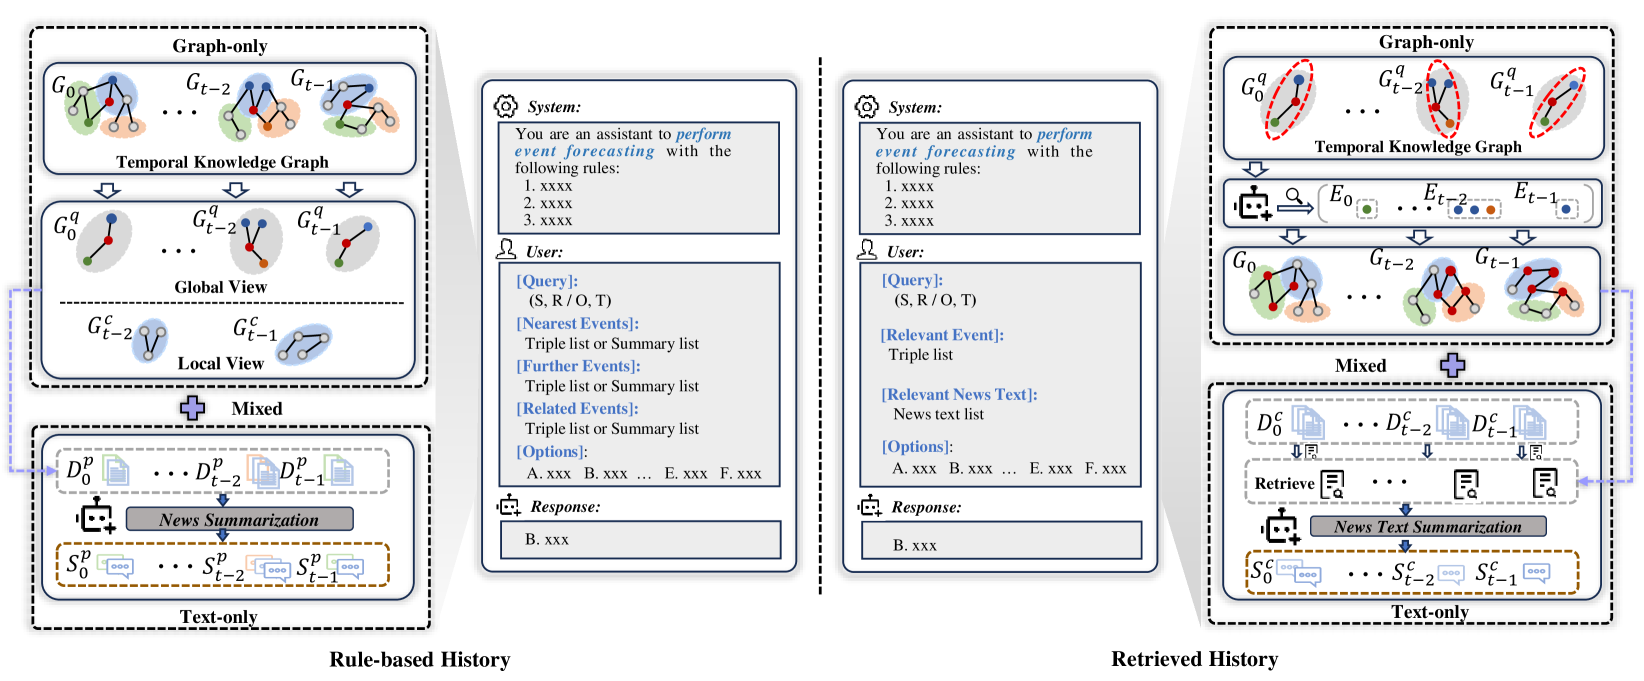 Graph-only
G_0 ... G_{t-2} G_{t-1}
Temporal Knowledge Graph
G_0^q ... G_{t-2}^q G_{t-1}^q
Global View
G_{t-2}^c G_{t-1}^c
Local View
Mixed
D_0^p ... D_{t-2}^p D_{t-1}^p
News Summarization
S_0^p ... S_{t-2}^p S_{t-1}^p
Text-only
System:
You are an assistant to perform
event forecasting with the
following rules:
1. xxxx
2. xxxx
3. xxxx
User:
[Query]:
(S, R / O, T)
[Nearest Events]:
Triple list or Summary list
[Further Events]:
Triple list or Summary list
[Related Events]:
Triple list or Summary list
[Options]:
A. xxx B. xxx ... E. xxx F. xxx
Response:
B. xxx
Rule-based History
System:
You are an assistant to perform
event forecasting with the
following rules:
1. xxxx
2. xxxx
3. xxxx
User:
[Query]:
(S, R / O, T)
[Relevant Event]:
Triple list
[Relevant News Text]:
News text list
[Options]:
A. xxx B. xxx ... E. xxx F. xxx
Response:
B. xxx
Graph-only
G_0^q ... G_{t-2}^q G_{t-1}^q
Temporal Knowledge Graph
E_0 ... E_{t-2} E_{t-1}
G_0 ... G_{t-2} G_{t-1}
Mixed
D_0^c ... D_{t-2}^c D_{t-1}^c
Retrieve ...
News Text Summarization
S_0^c ... S_{t-2}^c S_{t-1}^c
Text-only
Retrieved History